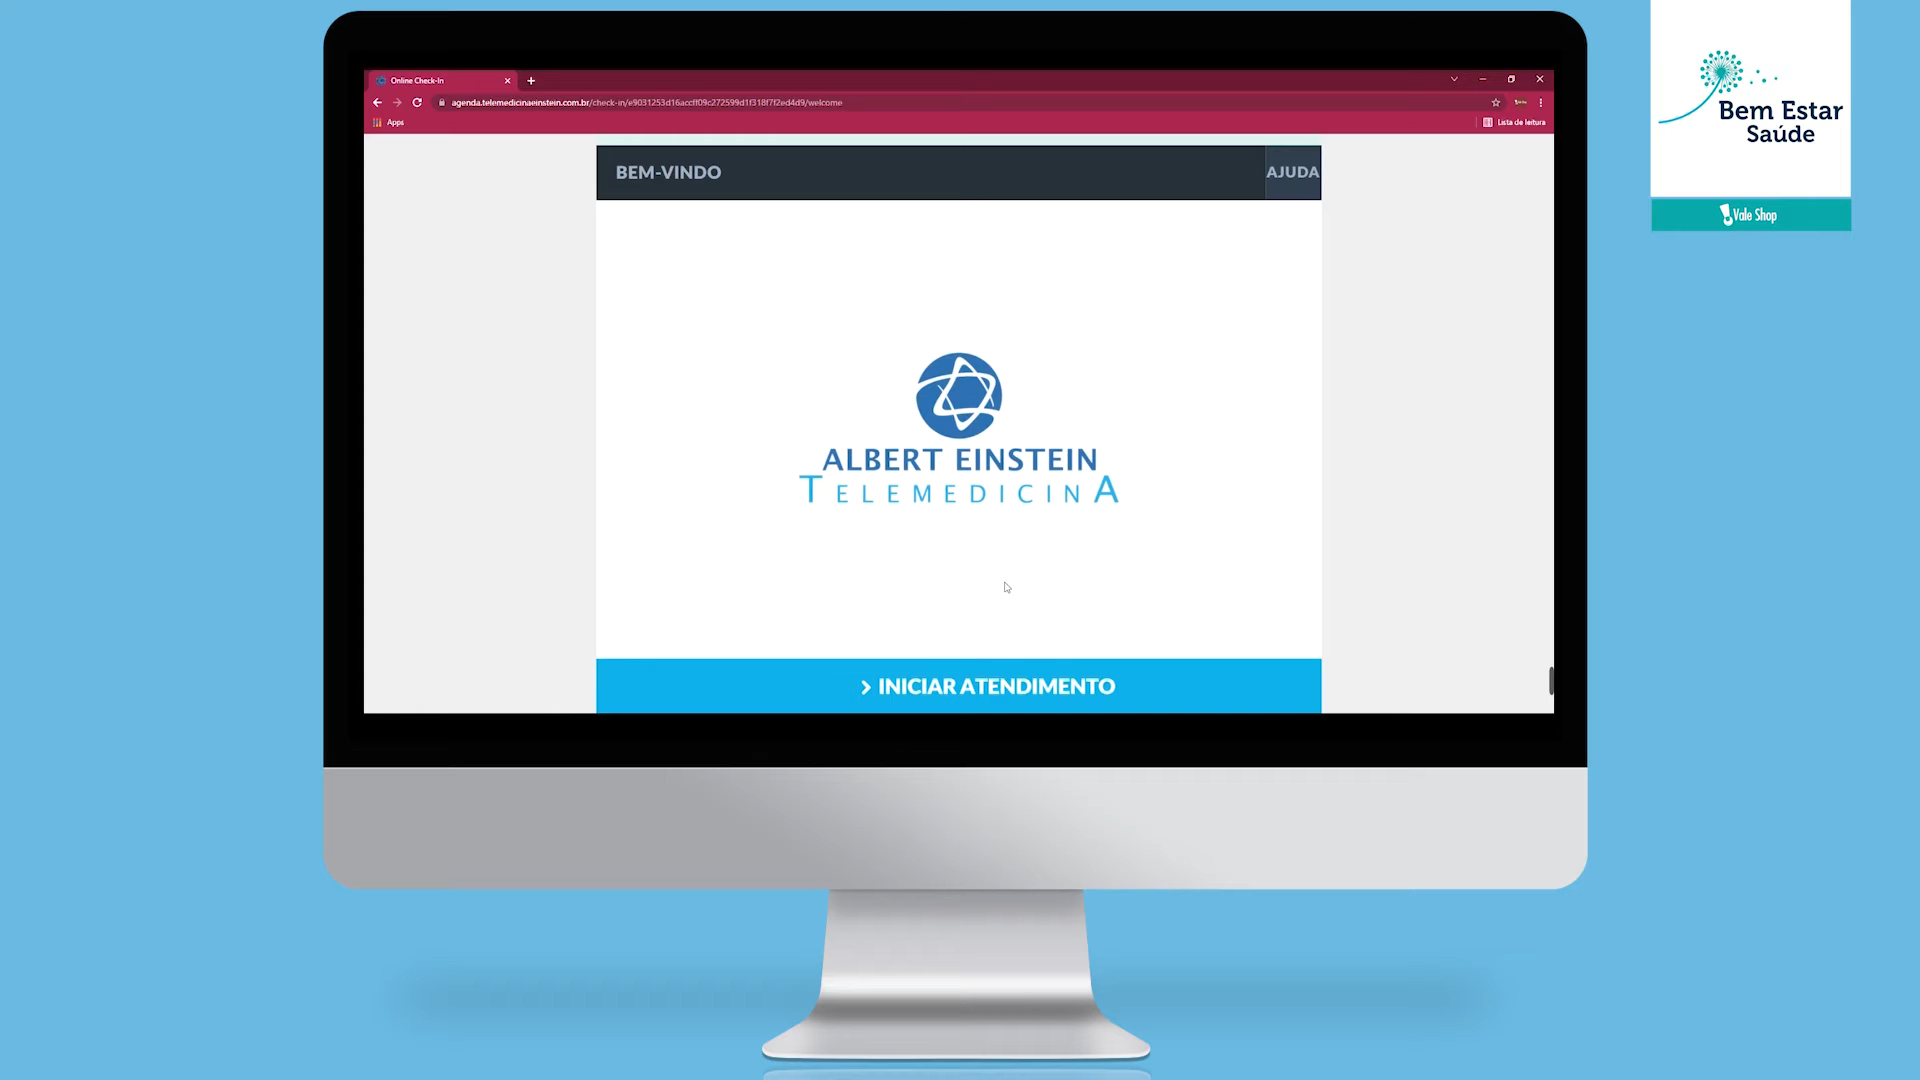 Online Check-In
agenda.telemedicinaeinstein.com.br/check-in/e9031253d16accff09c272599d1f318f7f2ed4d9/welcome
Apps
Lista de leitura
BEM-VINDO
AJUDA
ALBERT EINSTEIN
TELEMEDICINA
INICIAR ATENDIMENTO
Bem Estar
Saúde
Vale Shop